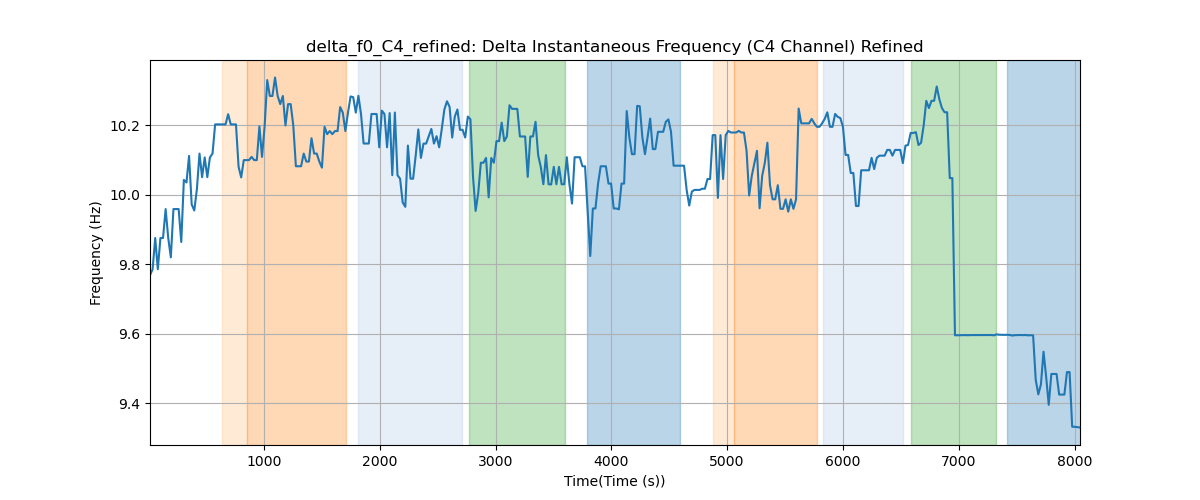 delta_f0_C4_refined: Delta Instantaneous Frequency (C4 Channel) Refined
Frequency (Hz)
10.2
10.0
9.8
9.6
9.4
1000 2000 3000 4000 5000 6000 7000 8000
Time(Time (s))